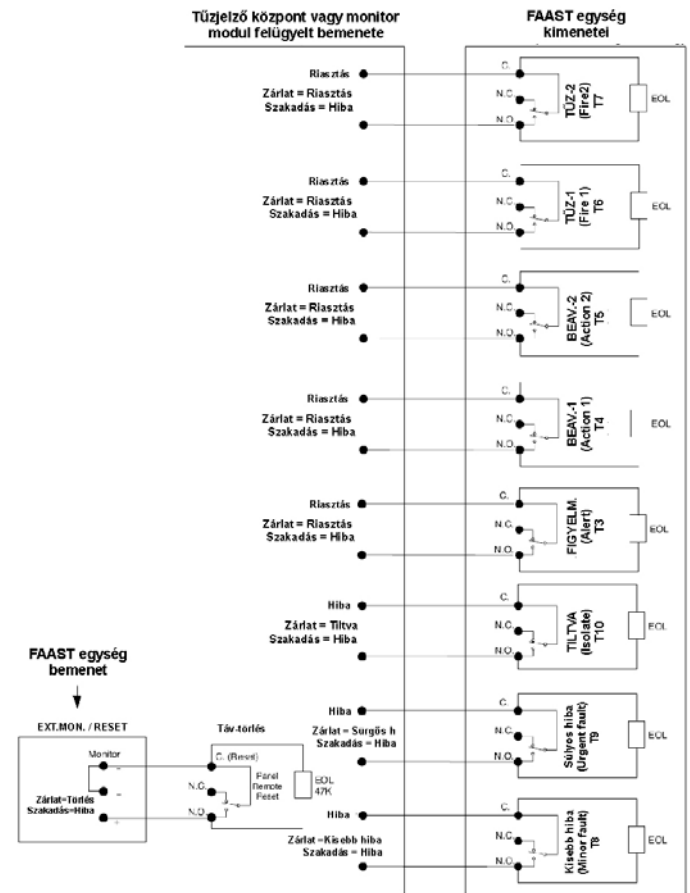 Tűzjelző központ vagy monitor
modul felügyelt bemenete
FAAST egység
kimenetei
Riasztás
Zárlat = Riasztás
Szakadás = Hiba
C.
N.C.
N.O.
TŰZ-2
(Fire2)
T7
EOL
Riasztás
Zárlat = Riasztás
Szakadás = Hiba
C.
N.C.
N.O.
TŰZ-1
(Fire 1)
T6
EOL
Riasztás
Zárlat = Riasztás
Szakadás = Hiba
C.
N.C.
N.O.
BEAV.-2
(Action 2)
T5
EOL
Riasztás
Zárlat = Riasztás
Szakadás = Hiba
C.
N.C.
N.O.
BEAV.-1
(Action 1)
T4
EOL
Riasztás
Zárlat = Riasztás
Szakadás = Hiba
C.
N.C.
N.O.
FIGYELM.
(Alert)
T3
EOL
Hiba
Zárlat = Tiltva
Szakadás = Hiba
C.
N.C.
N.O.
TILTVA
(Isolate)
T10
EOL
Hiba
Zárlat = Sürgős h
Szakadás = Hiba
C.
N.C.
N.O.
Súlyos hiba
(Urgent fault)
T9
EOL
Hiba
Zárlat =Kisebb hiba
Szakadás = Hiba
C.
N.C.
N.O.
Kisebb hiba
(Minor fault)
T8
EOL
FAAST egység
bemenet
EXT.MON. / RESET
Monitor
Zárlat=Törlés
Szakadás=Hiba
Táv-törlés
C. (Reset)
N.C.
N.O.
Panel
Remote
Reset
EOL
47K